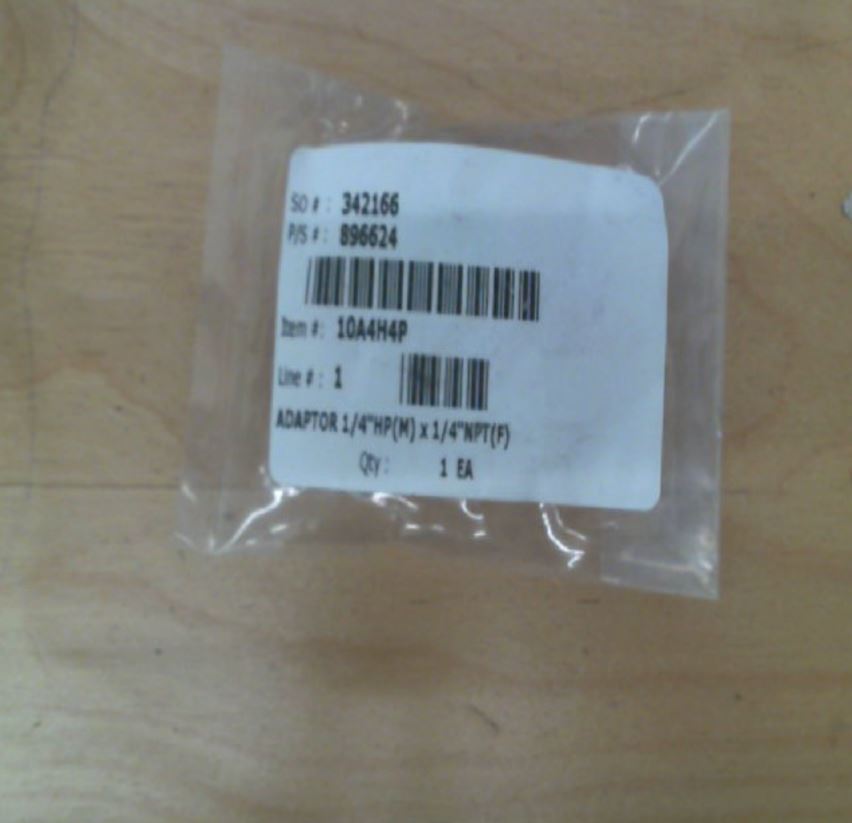 SO # : 342166
P/S # : 896624
Item #: 10A4H4P
Line # : 1
ADAPTOR 1/4"HP(M) x 1/4"NPT(F)
Qty : 1 EA